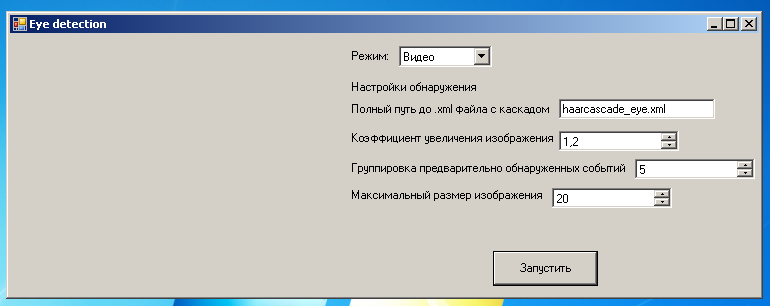 Eye detection
Режим: Видео
Настройки обнаружения
Полный путь до .xml файла с каскадом haarcascade_eye.xml
Коэффициент увеличения изображения 1,2
Группировка предварительно обнаруженных событий 5
Максимальный размер изображения 20
Запустить